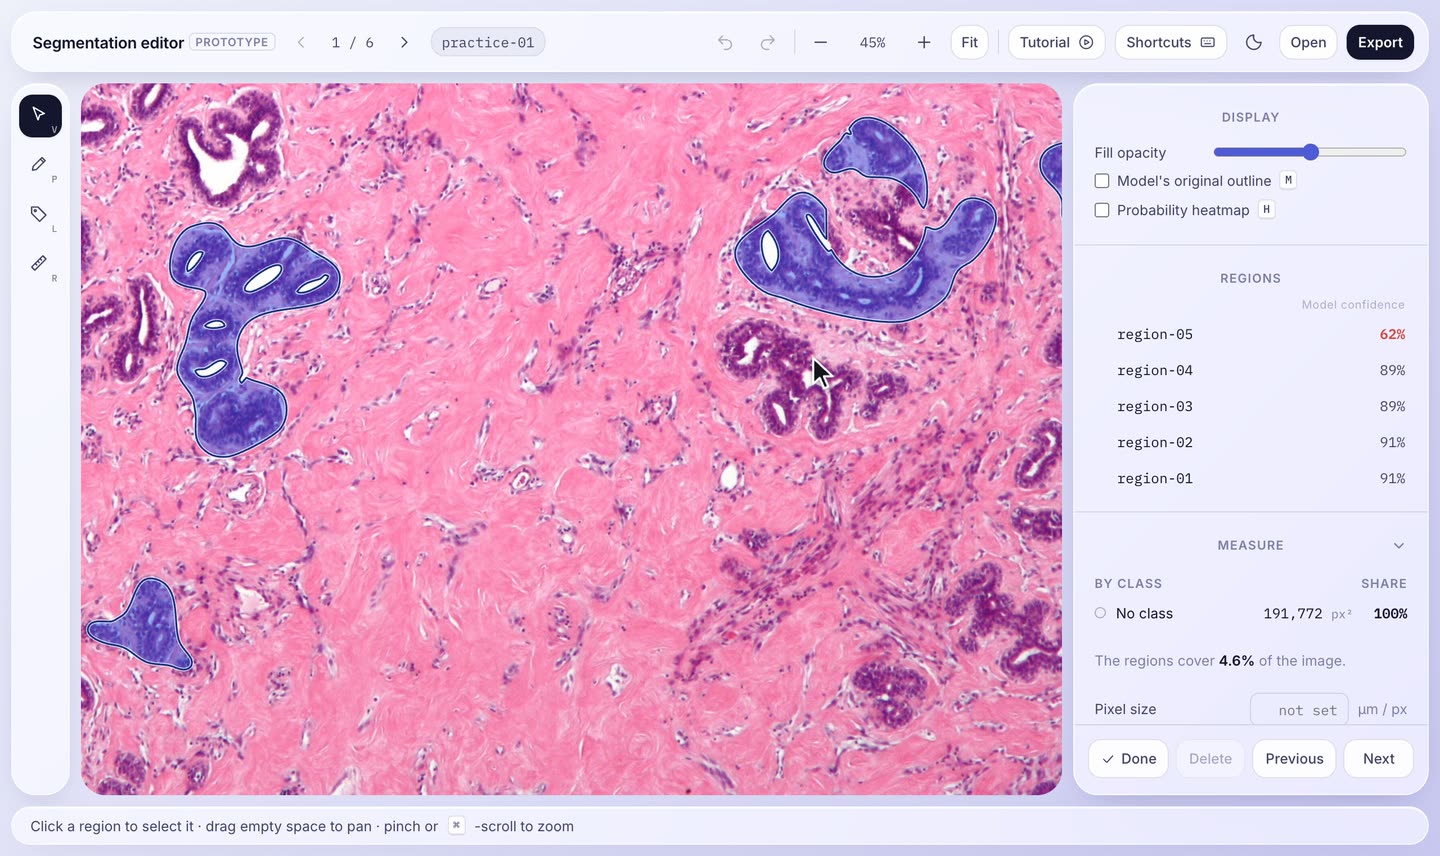 Segmentation editor PROTOTYPE 1 / 6 practice-01 45% Fit Tutorial Shortcuts Open Export
V
P
L
R
DISPLAY
Fill opacity
Model's original outline M
Probability heatmap H
REGIONS
Model confidence
region-05 62%
region-04 89%
region-03 89%
region-02 91%
region-01 91%
MEASURE
BY CLASS SHARE
No class 191,772 px² 100%
The regions cover 4.6% of the image.
Pixel size not set µm / px
Done Delete Previous Next
Click a region to select it · drag empty space to pan · pinch or ⌘ -scroll to zoom